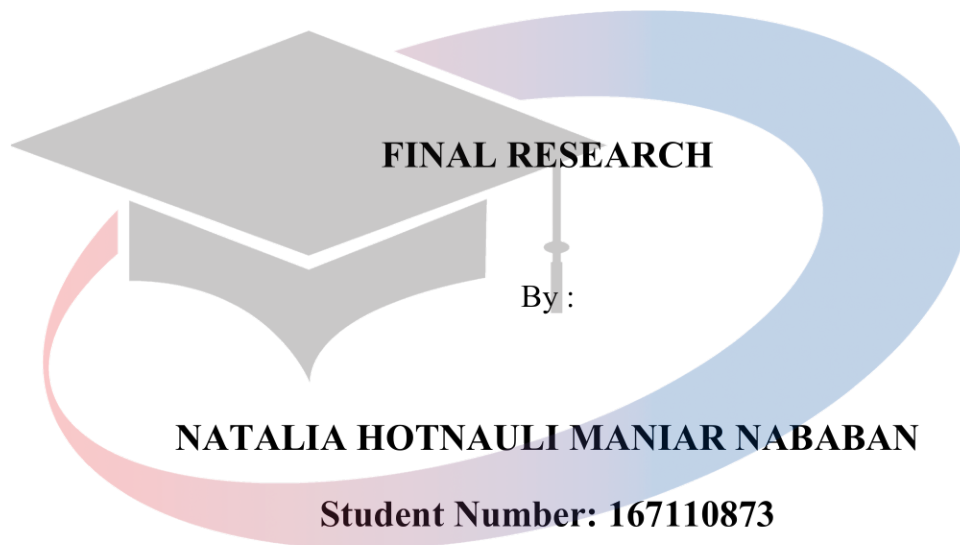 FINAL RESEARCH
By :
NATALIA HOTNAULI MANIAR NABABAN
Student Number: 167110873